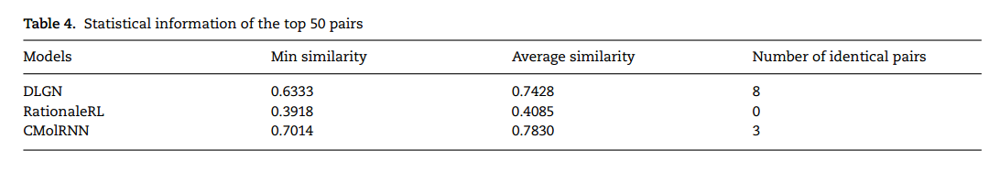 Table 4. Statistical information of the top 50 pairs
Models Min similarity Average similarity Number of identical pairs
DLGN 0.6333 0.7428 8
RationaleRL 0.3918 0.4085 0
CMolRNN 0.7014 0.7830 3